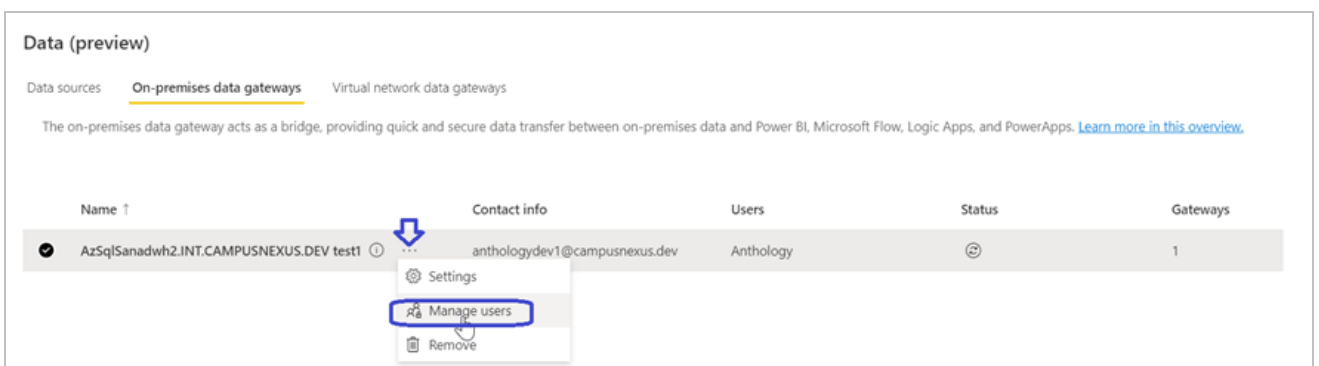 Data (preview)
Data sources On-premises data gateways Virtual network data gateways
The on-premises data gateway acts as a bridge, providing quick and secure data transfer between on-premises data and Power BI, Microsoft Flow, Logic Apps, and PowerApps. Learn more in this overview.
Name ↑ Contact info Users Status Gateways
AzSqlSanadwh2.INT.CAMPUSNEXUS.DEV test1 ... anthologydev1@campusnexus.dev Anthology 1
Settings
Manage users
Remove